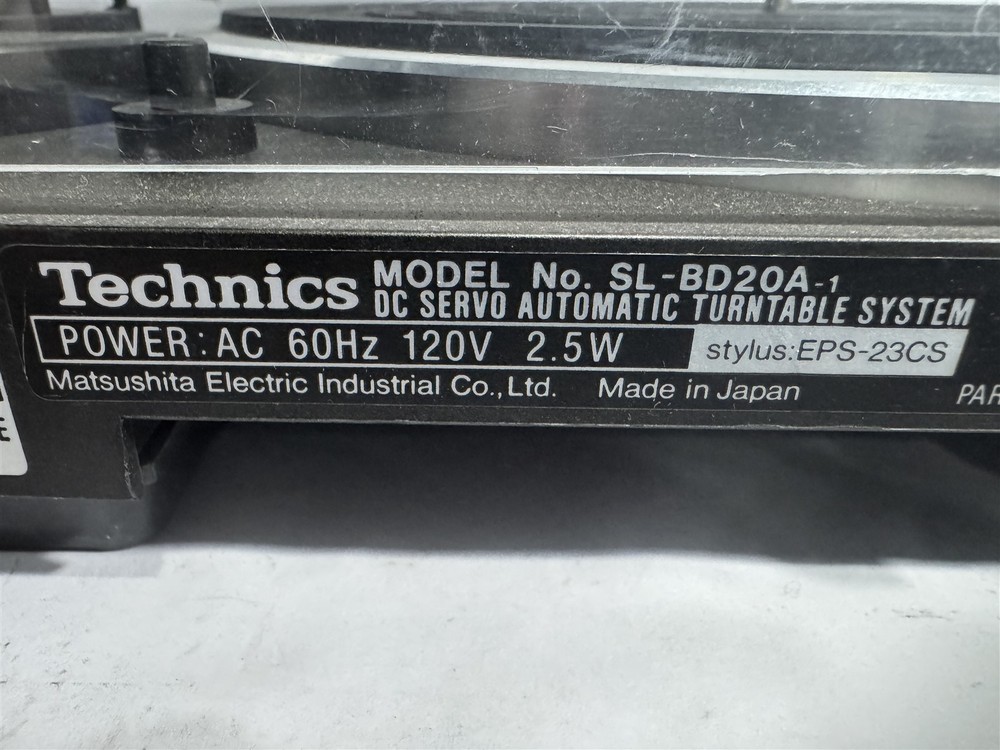 Technics MODEL No. SL-BD20A-1
DC SERVO AUTOMATIC TURNTABLE SYSTEM
POWER: AC 60Hz 120V 2.5W stylus:EPS-23CS
Matsushita Electric Industrial Co.,Ltd. Made in Japan